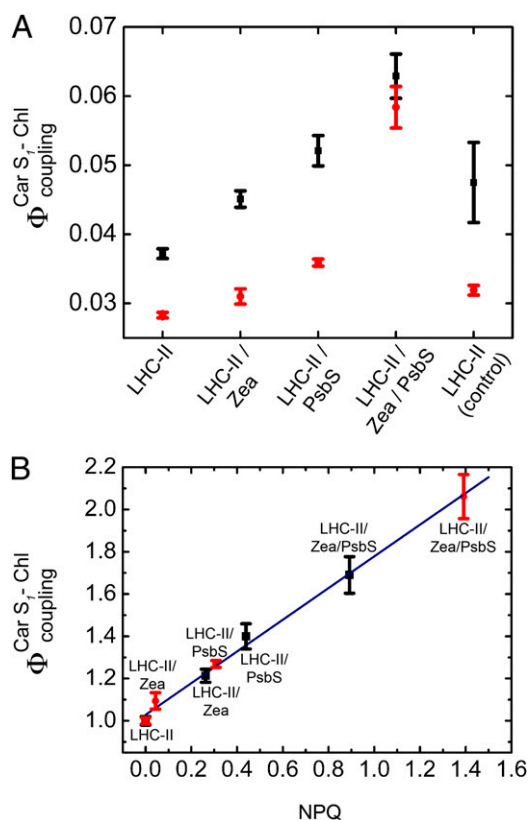 A
0.07
0.06
0.05
0.04
0.03
Φ Car S1- Chl coupling
LHC-II
LHC-II / Zea
LHC-II / PsbS
LHC-II / Zea / PsbS
LHC-II (control)
B
2.2
2.0
1.8
1.6
1.4
1.2
1.0
Φ Car S1- Chl coupling
LHC-II/
Zea/PsbS
LHC-II/
Zea/PsbS
LHC-II/
PsbS
LHC-II/
PsbS
LHC-II/
Zea
LHC-II/
Zea
LHC-II
0.0 0.2 0.4 0.6 0.8 1.0 1.2 1.4 1.6
NPQ